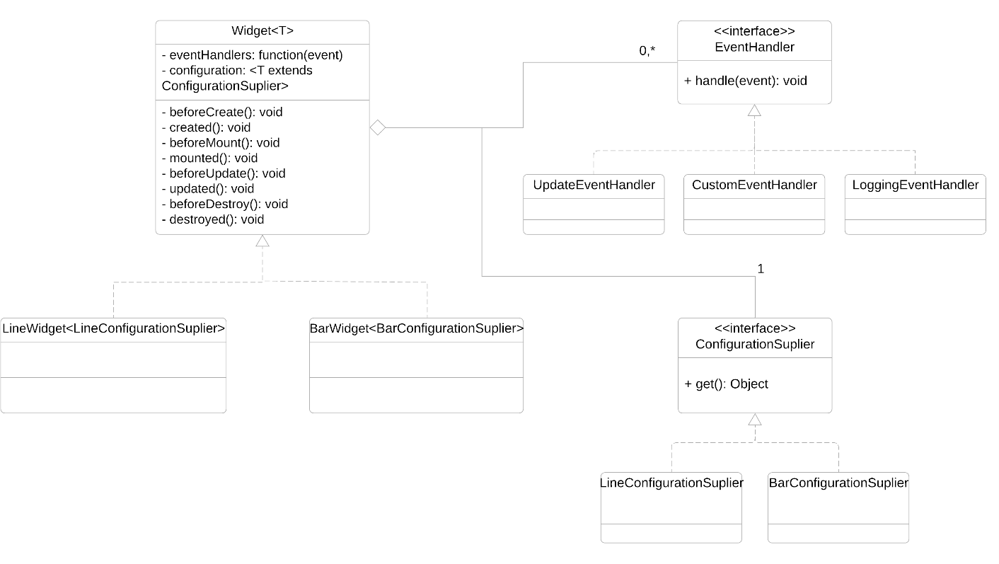 Widget<T>
- eventHandlers: function(event)
- configuration: <T extends
ConfigurationSuplier>
- beforeCreate(): void
- created(): void
- beforeMount(): void
- mounted(): void
- beforeUpdate(): void
- updated(): void
- beforeDestroy(): void
- destroyed(): void
0,*
<<interface>>
EventHandler
+ handle(event): void
UpdateEventHandler
CustomEventHandler
LoggingEventHandler
1
LineWidget<LineConfigurationSuplier>
BarWidget<BarConfigurationSuplier>
<<interface>>
ConfigurationSuplier
+ get(): Object
LineConfigurationSuplier
BarConfigurationSuplier